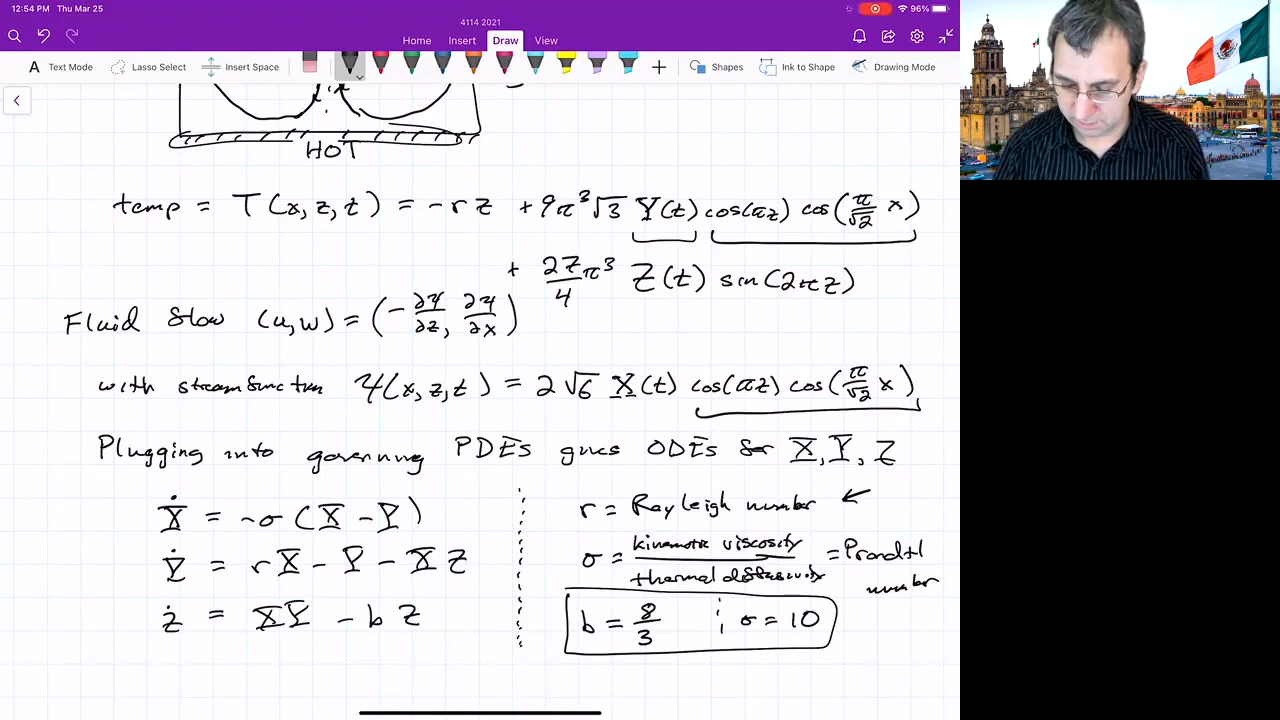 12:54 PM Thu Mar 25
96%
4114 2021
Home Insert Draw View
Text Mode Lasso Select Insert Space Shapes Ink to Shape Drawing Mode
HOT
temp = T(x,z,t) = -rz + 9π³√3 Y(t) cos(πz) cos(π/√2 x)
+ 27π³/4 Z(t) sin(2πz)
Fluid flow (u,w) = (-∂ψ/∂z, ∂ψ/∂x)
with streamfunction ψ(x,z,t) = 2√6 X(t) cos(πz) cos(π/√2 x)
Plugging into governing PDEs gives ODEs for X, Y, Z
Ẋ = -σ(X-Y)
Ẏ = rX - Y - XZ
Ż = XY - bZ
r = Rayleigh number ←
σ = kinematic viscosity / thermal diffusivity = Prandtl number
b = 8/3 σ = 10